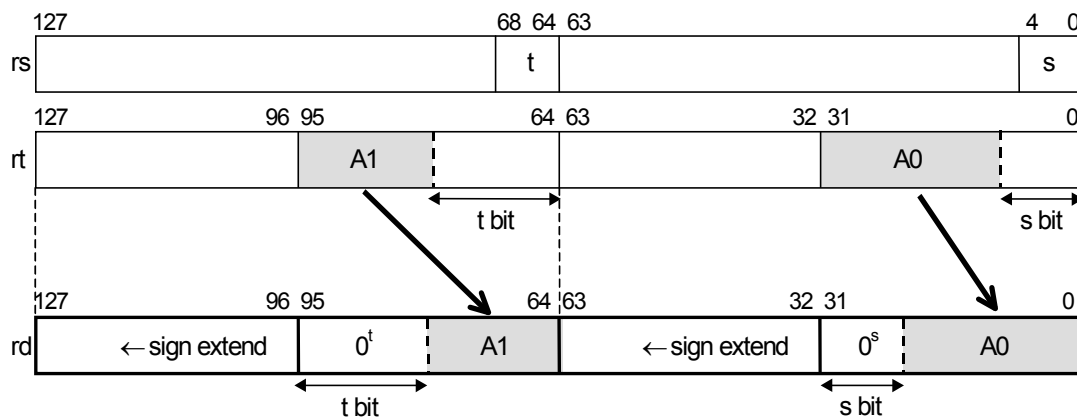 127 68 64 63 4 0
rs t s
127 96 95 64 63 32 31 0
rt A1 A0
t bit s bit
127 96 95 64 63 32 31 0
rd ← sign extend 0ᵗ A1 ← sign extend 0ˢ A0
t bit s bit